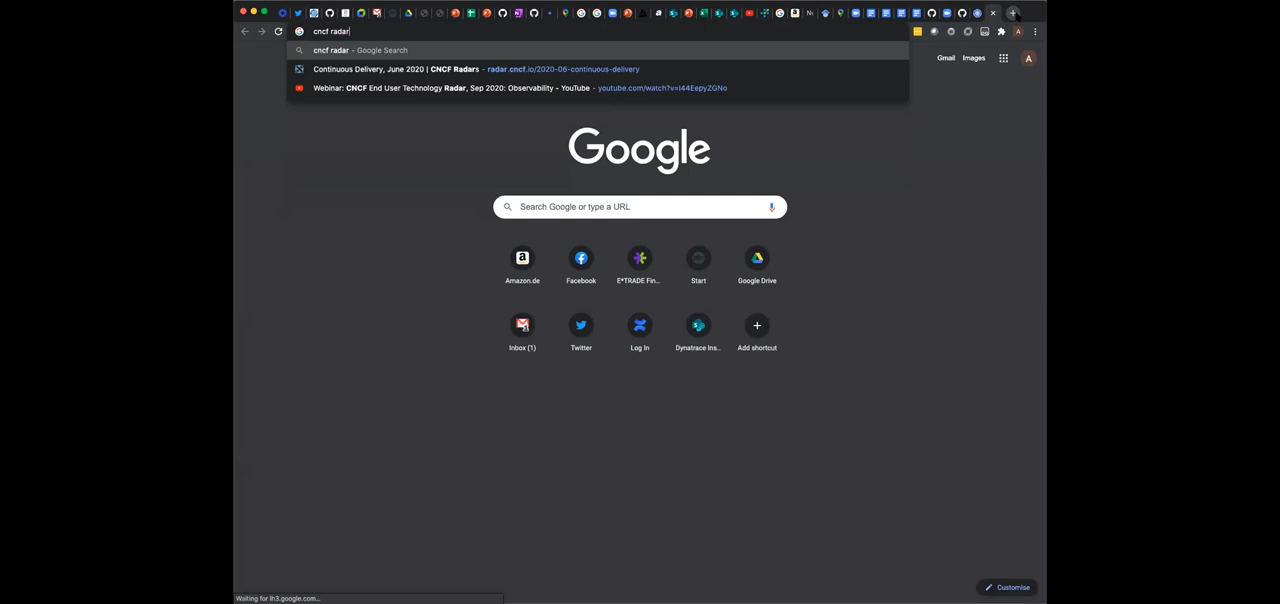 cncf radar
cncf radar - Google Search
Continuous Delivery, June 2020 | CNCF Radars - radar.cncf.io/2020-06-continuous-delivery
Webinar: CNCF End User Technology Radar, Sep 2020: Observability - YouTube - youtube.com/watch?v=I44EepyZGNo
Gmail Images A
Google
Search Google or type a URL
Amazon.de Facebook E*TRADE Fin... Start Google Drive
Inbox (1) Twitter Log In Dynatrace Ins... Add shortcut
Customise
Waiting for lh3.google.com...